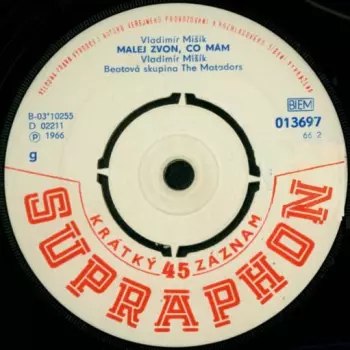 VÝROBNÍ
Vladimír Mišík
MALEJ ZVON, CO MÁM
Vladimír Mišík
Beatová skupina The Matadors
B-03*10255
D 02211
Ⓟ 1966
g
BIEM
013697
66 2
KRÁTKÝ 45 ZÁZNAM
SUPRAPHON